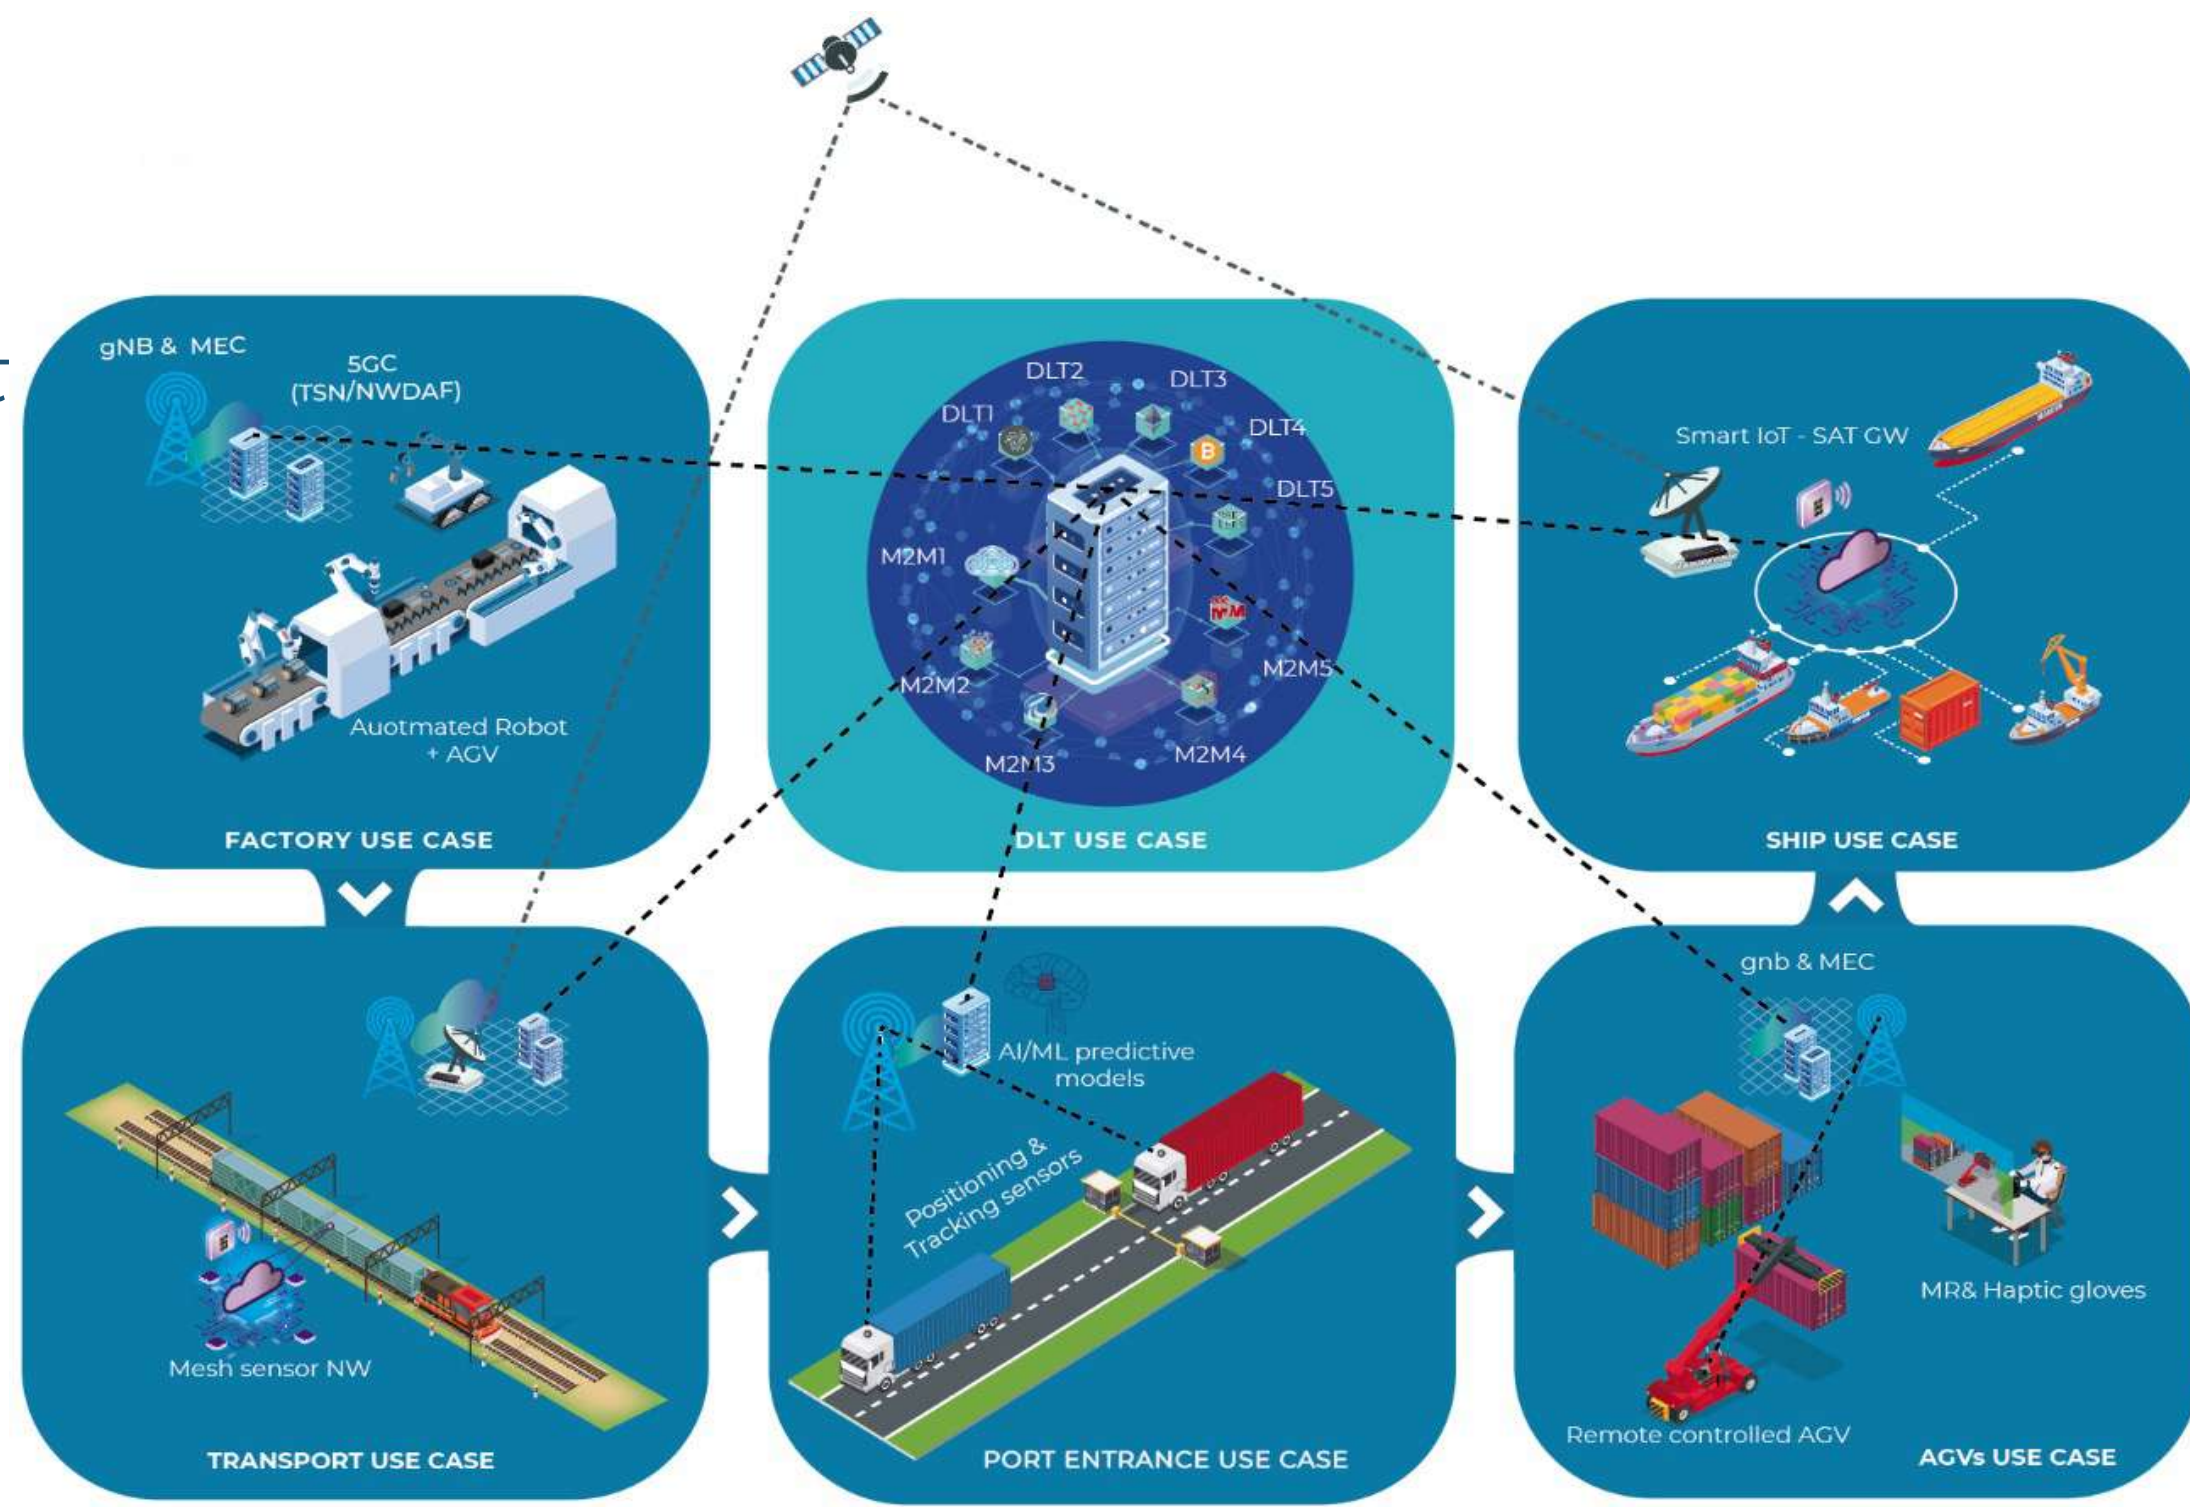 gNB & MEC
5GC
(TSN/NWDAF)
Auotmated Robot
+ AGV
FACTORY USE CASE
DLT1
DLT2
DLT3
DLT4
DLT5
M2M1
M2M2
M2M3
M2M4
M2M5
DLT USE CASE
Smart IoT - SAT GW
SHIP USE CASE
Mesh sensor NW
TRANSPORT USE CASE
AI/ML predictive
models
Positioning &
Tracking sensors
PORT ENTRANCE USE CASE
gnb & MEC
MR& Haptic gloves
Remote controlled AGV
AGVs USE CASE